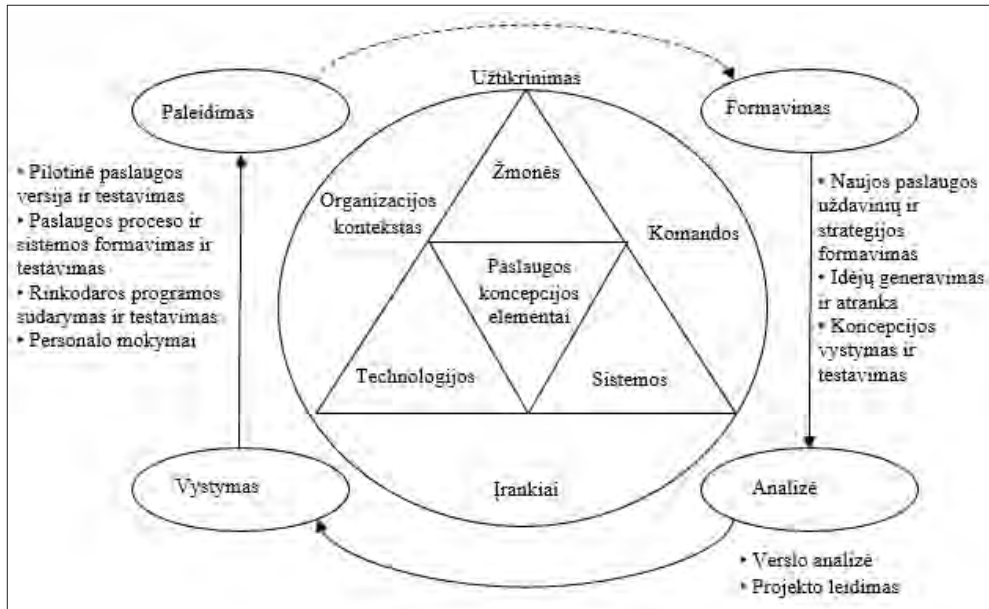 Užtikrinimas
Paleidimas
Formavimas
Žmonės
• Pilotinė paslaugos
versija ir testavimas
• Paslaugos proceso ir
sistemos formavimas ir
testavimas
• Rinkodaros programos
sudarymas ir testavimas
• Personalo mokymai
Organizacijos
kontekstas
Komandos
• Naujos paslaugos
uždavinių ir
strategijos
formavimas
• Idėjų generavimas
ir atranka
• Koncepcijos
vystymas ir
testavimas
Paslaugos
koncepcijos
elementai
Technologijos
Sistemos
Vystymas
Įrankiai
Analizė
• Verslo analizė
• Projekto leidimas